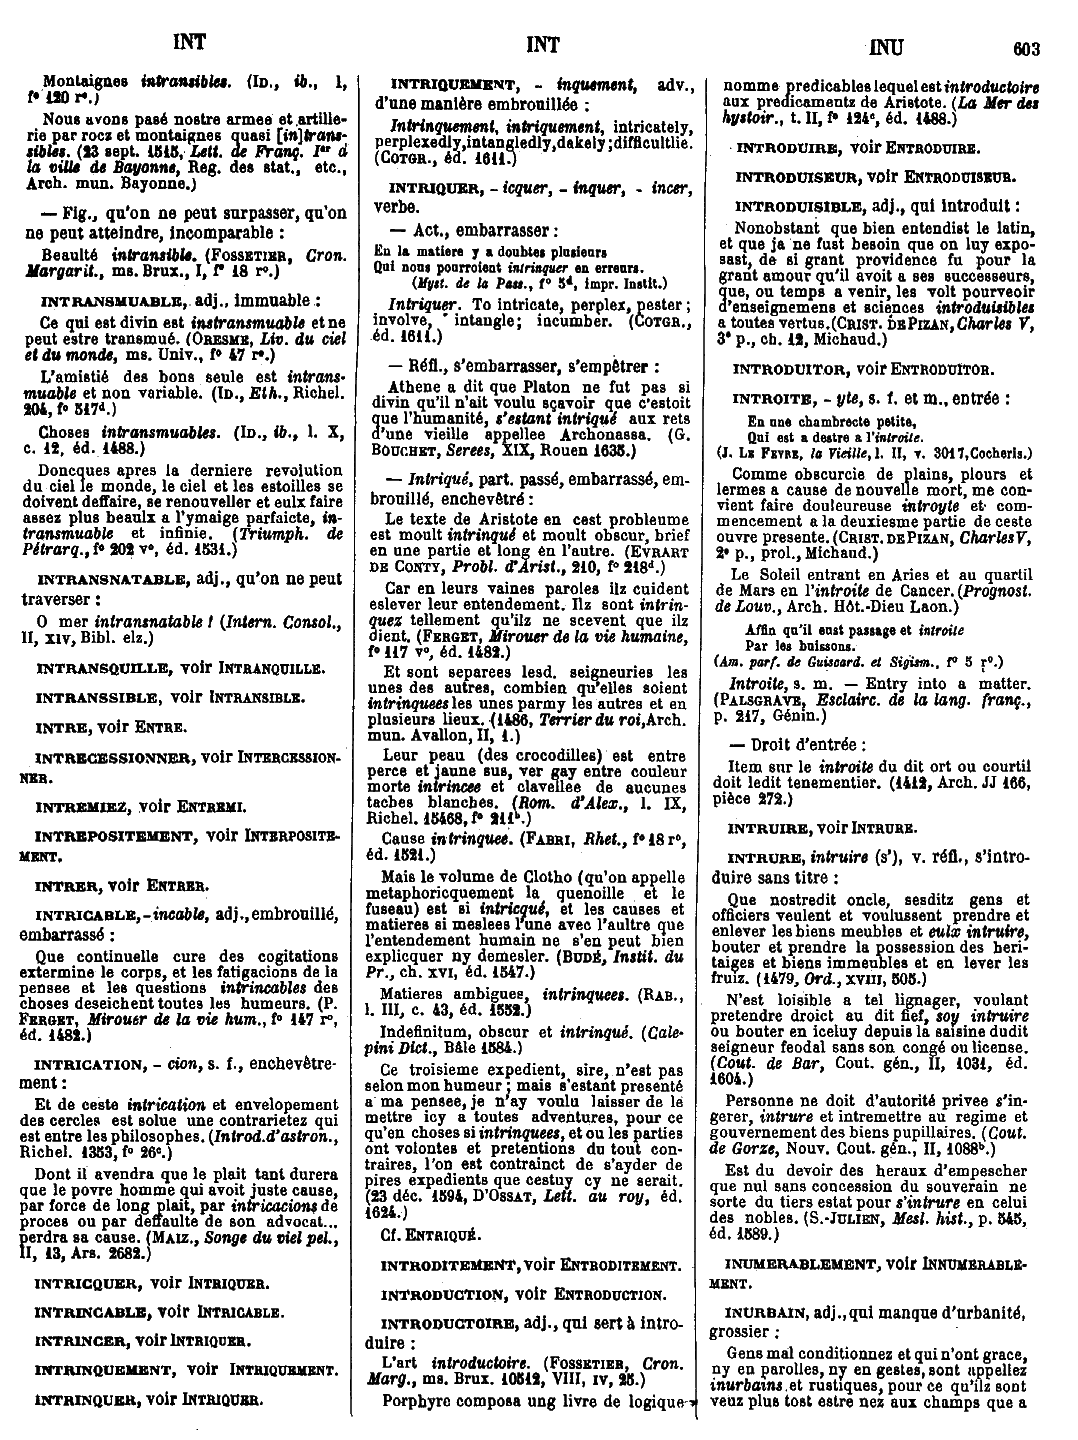 INT
INT
INU
603
Montaignes intransibles. (ID., ib., l,
f° 120 r°.)
Nous avons pasé nostre armee et artille-
rie par rocz et montaignes quasi [in]trans-
sibles. (23 sept. 1515, Lett. de Franç. Ier à
la ville de Bayonne, Reg. des stat., etc.,
Arch. mun. Bayonne.)
— Fig., qu'on ne peut surpasser, qu'on
ne peut atteindre, incomparable :
Beaulté intransible. (FOSSETIER, Cron.
Margarit., ms. Brux., I, f° 18 r°.)
INTRANSMUABLE, adj., immuable :
Ce qui est divin est instransmuable et ne
peut estre transmué. (ORESME, Liv. du ciel
et du monde, ms. Univ., f° 47 r°.)
L'amistié des bons seule est intrans-
muable et non variable. (ID., Eth., Richel.
204, f° 517d.)
Choses intransmuables. (ID., ib., l. X,
c. 12, éd. 1488.)
Doncques apres la derniere revolution
du ciel le monde, le ciel et les estoilles se
doivent deffaire, se renouveller et eulx faire
assez plus beaulx a l'ymaige parfaicte, in-
transmuable et infinie. (Triumph. de
Pétrarq., f° 202 v°, éd. 1531.)
INTRANSNATABLE, adj., qu'on ne peut
traverser :
O mer intransnatable ! (Intern. Consol.,
II, XIV, Bibl. elz.)
INTRANSQUILLE, voir INTRANQUILLE.
INTRANSSIBLE, voir INTRANSIBLE.
INTRE, voir ENTRE.
INTRECESSIONNER, voir INTERCESSION-
NER.
INTREMIEZ, voir ENTREMI.
INTREPOSITEMENT, voir INTERPOSITE-
MENT.
INTRER, voir ENTRER.
INTRICABLE, -incable, adj., embrouillé,
embarrassé :
Que continuelle cure des cogitations
extermine le corps, et les fatigacions de la
pensee et les questions intrincables des
choses deseichent toutes les humeurs. (P.
FERGET, Mirouer de la vie hum., f° 147 r°,
éd. 1482.)
INTRICATION, - cion, s. f., enchevêtre-
ment :
Et de ceste intrication et envelopement
des cercles est solue une contrarietez qui
est entre les philosophes. (Introd. d'astron.,
Richel. 1353, f° 26c.)
Dont il avendra que le plait tant durera
que le povre homme qui avoit juste cause,
par force de long plait, par intricacions de
proces ou par deffaulte de son advocat...
perdra sa cause. (MAIZ., Songe du viel pel.,
II, 13, Ars. 2682.)
INTRICQUER, voir INTRIQUER.
INTRINCABLE, voir INTRICABLE.
INTRINCER, voir INTRIQUER.
INTRINQUEMENT, voir INTRIQUEMENT.
INTRINQUER, voir INTRIQUER.
INTRIQUEMENT, - inquement, adv.,
d'une manière embrouillée :
Intrinquement, intriquement, intricately,
perplexedly, intangledly, dakely; difficultlie.
(COTGR., éd. 1611.)
INTRIQUER, - icquer, - inquer, - incer,
verbe.
— Act., embarrasser :
En la matiere y a doubtes plusieurs
Qui nous pourroient intrinquer en erreurs.
(Myst. de la Pass., f° 5d, impr. Instit.)
Intriquer. To intricate, perplex, pester ;
involve, intangle; incumber. (COTGR.,
éd. 1611.)
— Réfl., s'embarrasser, s'empêtrer :
Athene a dit que Platon ne fut pas si
divin qu'il n'ait voulu sçavoir que c'estoit
que l'humanité, s'estant intriqué aux rets
d'une vieille appellee Archonassa. (G.
BOUCHET, Serees, XIX, Rouen 1635.)
— Intriqué, part. passé, embarrassé, em-
brouillé, enchevêtré :
Le texte de Aristote en cest probleume
est moult intrinqué et moult obscur, brief
en une partie et long en l'autre. (EVRART
DE CONTY, Probl. d'Arist., 210, f° 218d.)
Car en leurs vaines paroles ilz cuident
eslever leur entendement. Ilz sont intrin-
quez tellement qu'ilz ne scevent que ilz
dient. (FERGET, Mirouer de la vie humaine,
f° 117 v°, éd. 1482.)
Et sont separees lesd. seigneuries les
unes des autres, combien qu'elles soient
intrinquees les unes parmy les autres et en
plusieurs lieux. (1486, Terrier du roi, Arch.
mun. Avallon, II, 1.)
Leur peau (des crocodilles) est entre
perce et jaune sus, ver gay entre couleur
morte intrincee et clavellee de aucunes
taches blanches. (Rom. d'Alex., l. IX,
Richel. 15468, f° 211b.)
Cause intrinquee. (FABRI, Rhet., f° 18 r°,
éd. 1521.)
Mais le volume de Clotho (qu'on appelle
metaphoricquement la quenoille et le
fuseau) est si intricqué, et les causes et
matieres si meslees l'une avec l'aultre que
l'entendement humain ne s'en peut bien
explicquer ny demesler. (BUDÉ, Instit. du
Pr., ch. XVI, éd. 1547.)
Matieres ambigues, intrinquees. (RAB.,
l. III, c. 43, éd. 1552.)
Indefinitum, obscur et intrinqué. (Cale-
pini Dict., Bâle 1584.)
Ce troisieme expedient, sire, n'est pas
selon mon humeur ; mais s'estant presenté
a ma pensee, je n'ay voulu laisser de le
mettre icy a toutes adventures, pour ce
qu'en choses si intrinquees, et ou les parties
ont volontes et pretentions du tout con-
traires, l'on est contrainct de s'ayder de
pires expedients que cestuy cy ne serait.
(23 déc. 1594, D'OSSAT, Lett. au roy, éd.
1624.)
Cf. ENTRIQUÉ.
INTRODITEMENT, voir ENTRODITEMENT.
INTRODUCTION, voir ENTRODUCTION.
INTRODUCTOIRE, adj., qui sert à intro-
duire :
L'art introductoire. (FOSSETIER, Cron.
Marg., ms. Brux. 10512, VIII, IV, 25.)
Porphyre composa ung livre de logique
nomme predicables lequel est introductoire
aux predicamentz de Aristote. (La Mer des
hystoir., t. II, f° 124c, éd. 1488.)
INTRODUIRE, voir ENTRODUIRE.
INTRODUISEUR, voir ENTRODUISEUR.
INTRODUISIBLE, adj., qui introduit :
Nonobstant que bien entendist le latin,
et que ja ne fust besoin que on luy expo-
sast, de si grant providence fu pour la
grant amour qu'il avoit a ses successeurs,
que, ou temps a venir, les volt pourveoir
d'enseignemens et sciences introduisibles
a toutes vertus. (CRIST. DE PIZAN, Charles V,
3e p., ch. 12, Michaud.)
INTRODUITOR, voir ENTRODUITOR.
INTROITE, - yte, s. f. et m., entrée :
En une chambrecte petite,
Qui est a destre a l'introite.
(J. LE FEVRE, la Vieille, l. II, v. 3017, Cocheris.)
Comme obscurcie de plains, plours et
lermes a cause de nouvelle mort, me con-
vient faire douleureuse introyte et com-
mencement a la deuxiesme partie de ceste
ouvre presente. (CRIST. DE PIZAN, Charles V,
2e p., prol., Michaud.)
Le Soleil entrant en Aries et au quartil
de Mars en l'introite de Cancer. (Prognost.
de Louv., Arch. Hôt.-Dieu Laon.)
Affin qu'il eust passage et introite
Par les buissons.
(Am. parf. de Guiscard. et Sigism., f° 5 r°.)
Introite, s. m. — Entry into a matter.
(PALSGRAVE, Esclairc. de la lang. franç.,
p. 217, Génin.)
— Droit d'entrée :
Item sur le introite du dit ort ou courtil
doit ledit tenementier. (1412, Arch. JJ 166,
pièce 272.)
INTRUIRE, voir INTRURE.
INTRURE, intruire (s'), v. réfl., s'intro-
duire sans titre :
Que nostredit oncle, sesditz gens et
officiers veulent et voulussent prendre et
enlever les biens meubles et eulx intruire,
bouter et prendre la possession des heri-
taiges et biens immeubles et en lever les
fruiz. (1479, Ord., XVIII, 505.)
N'est loisible a tel lignager, voulant
pretendre droict au dit fief, soy intruire
ou bouter en iceluy depuis la saisine dudit
seigneur feodal sans son congé ou license.
(Cout. de Bar, Cout. gén., II, 1031, éd.
1604.)
Personne ne doit d'autorité privee s'in-
gerer, intrure et intremettre au regime et
gouvernement des biens pupillaires. (Cout.
de Gorze, Nouv. Cout. gén., II, 1088b.)
Est du devoir des heraux d'empescher
que nul sans concession du souverain ne
sorte du tiers estat pour s'intrure en celui
des nobles. (S.-JULIEN, Mesl. hist., p. 545,
éd. 1589.)
INUMERABLEMENT, voir INNUMERABLE-
MENT.
INURBAIN, adj., qui manque d'urbanité,
grossier :
Gens mal conditionnez et qui n'ont grace,
ny en parolles, ny en gestes, sont appellez
inurbains et rustiques, pour ce qu'ilz sont
veuz plus tost estre nez aux champs que a